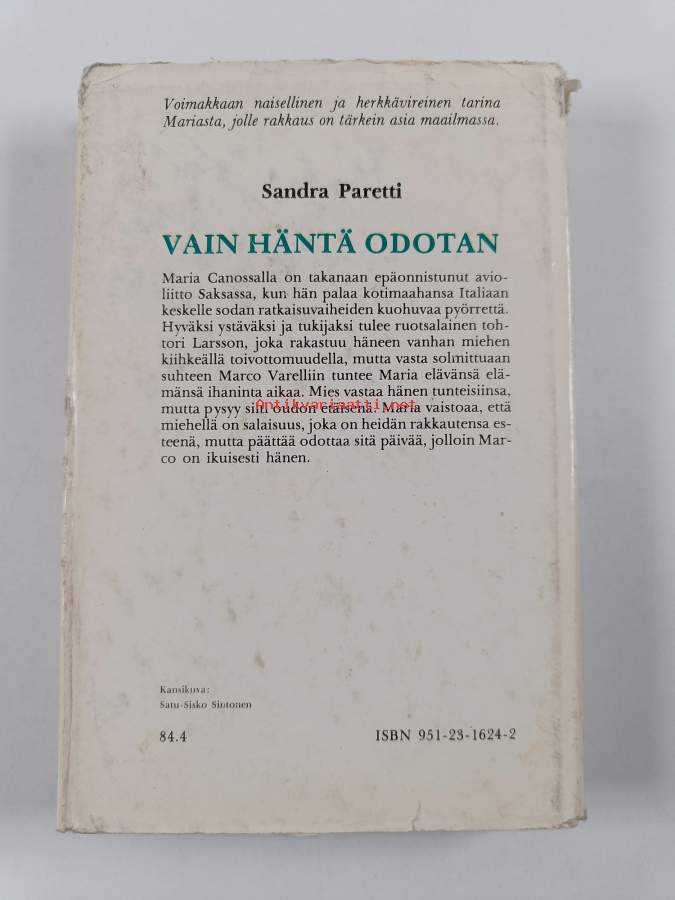 Voimakkaan naisellinen ja herkkävireinen tarina
Mariasta, jolle rakkaus on tärkein asia maailmassa.
Sandra Paretti
VAIN HÄNTÄ ODOTAN
Maria Canossalla on takanaan epäonnistunut avio-
liitto Saksassa, kun hän palaa kotimaahansa Italiaan
keskelle sodan ratkaisuvaiheiden kuohuvaa pyörrettä.
Hyväksi ystäväksi ja tukijaksi tulee ruotsalainen toh-
tori Larsson, joka rakastuu häneen vanhan miehen
kiihkeällä toivottomuudella, mutta vasta solmittuaan
suhteen Marco Varelliin tuntee Maria elävänsä elä-
mänsä ihaninta aikaa. Mies vastaa hänen tunteisiinsa,
Antikvariaatti.net
mutta pysyy silti oudon etäisenä. Maria vaistoaa, että
miehellä on salaisuus, joka on heidän rakkautensa es-
teenä, mutta päättää odottaa sitä päivää, jolloin Mar-
co on ikuisesti hänen.
Kansikuva:
Satu-Sisko Sintonen
84.4
ISBN 951-23-1624-2